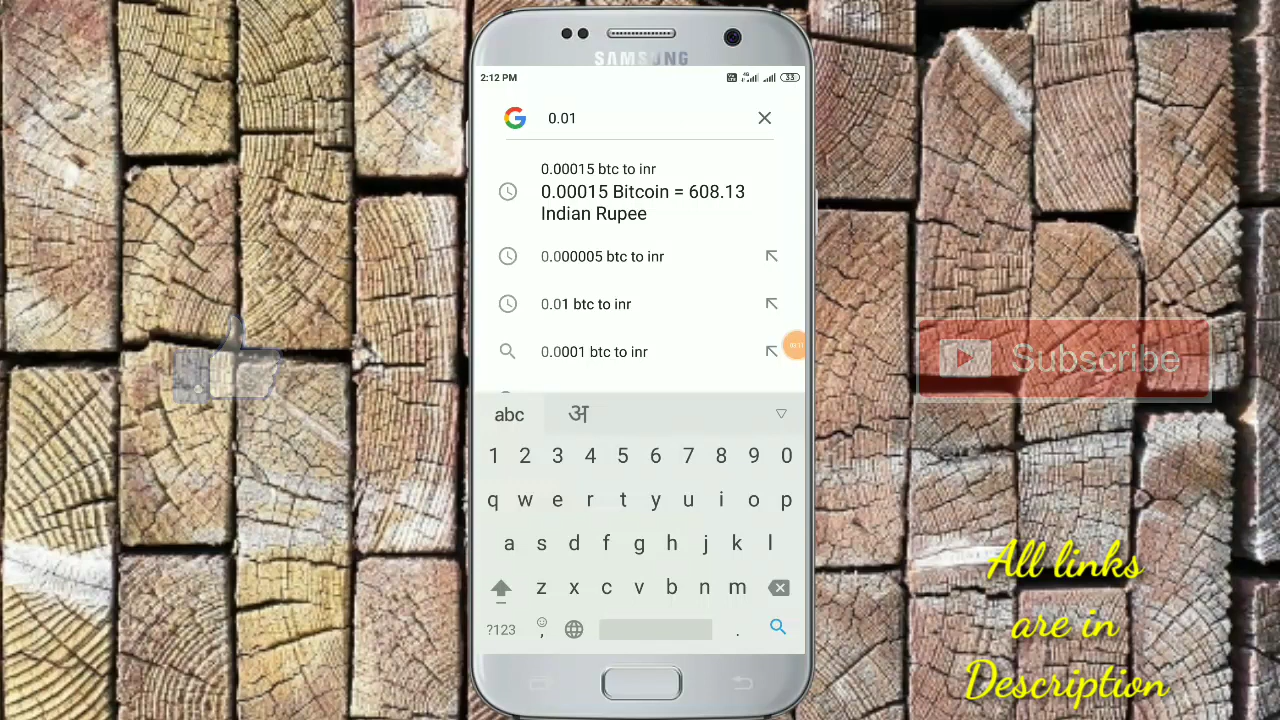 SAMSUNG
2:12 PM
33
0.01
0.00015 btc to inr
0.00015 Bitcoin = 608.13
Indian Rupee
0.000005 btc to inr
0.01 btc to inr
0.0001 btc to inr
abc अ
1 2 3 4 5 6 7 8 9 0
q w e r t y u i o p
a s d f g h j k l
z x c v b n m
?123 , .
Subscribe
All links
are in
Description